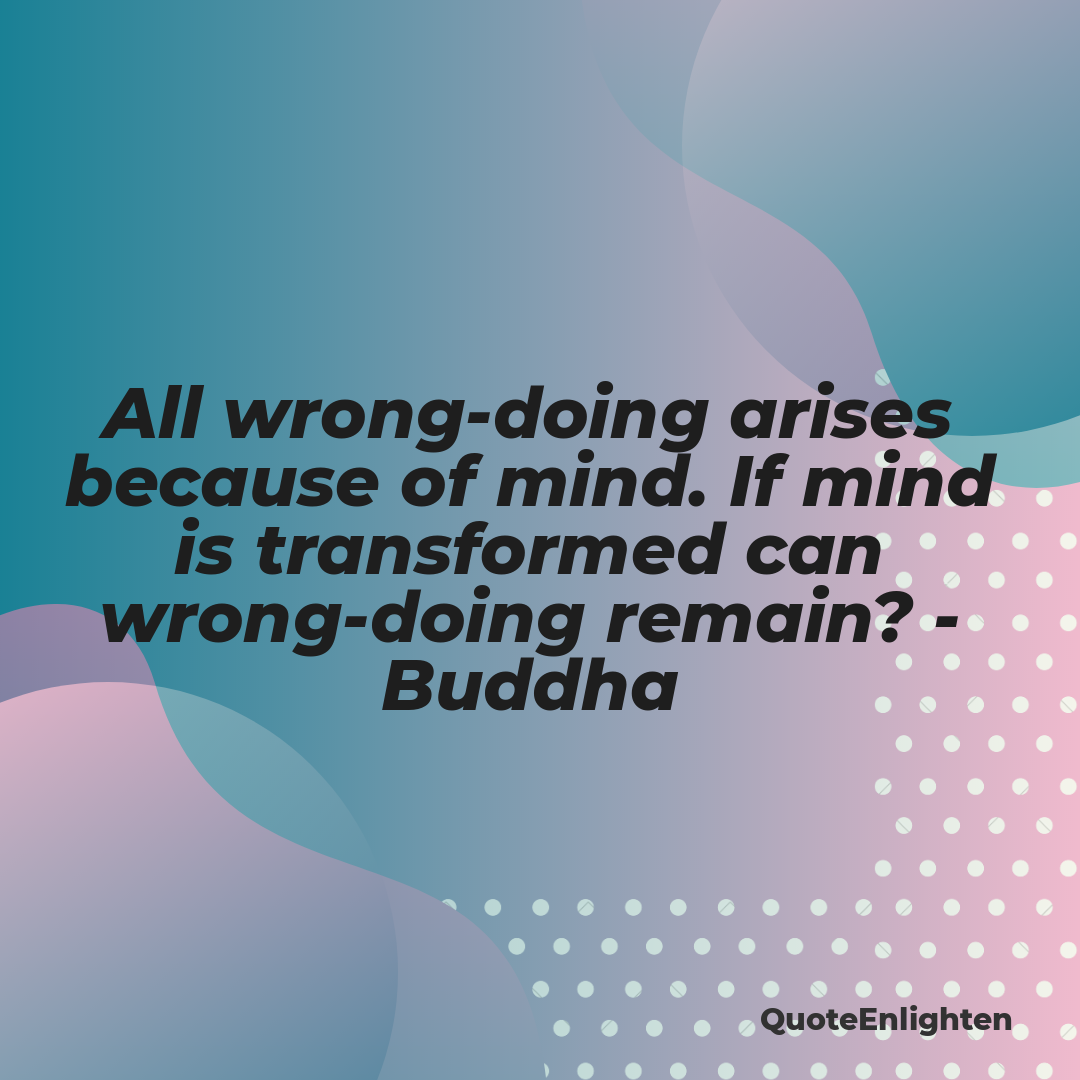 All wrong-doing arises
because of mind. If mind
is transformed can
wrong-doing remain? -
Buddha
QuoteEnlighten